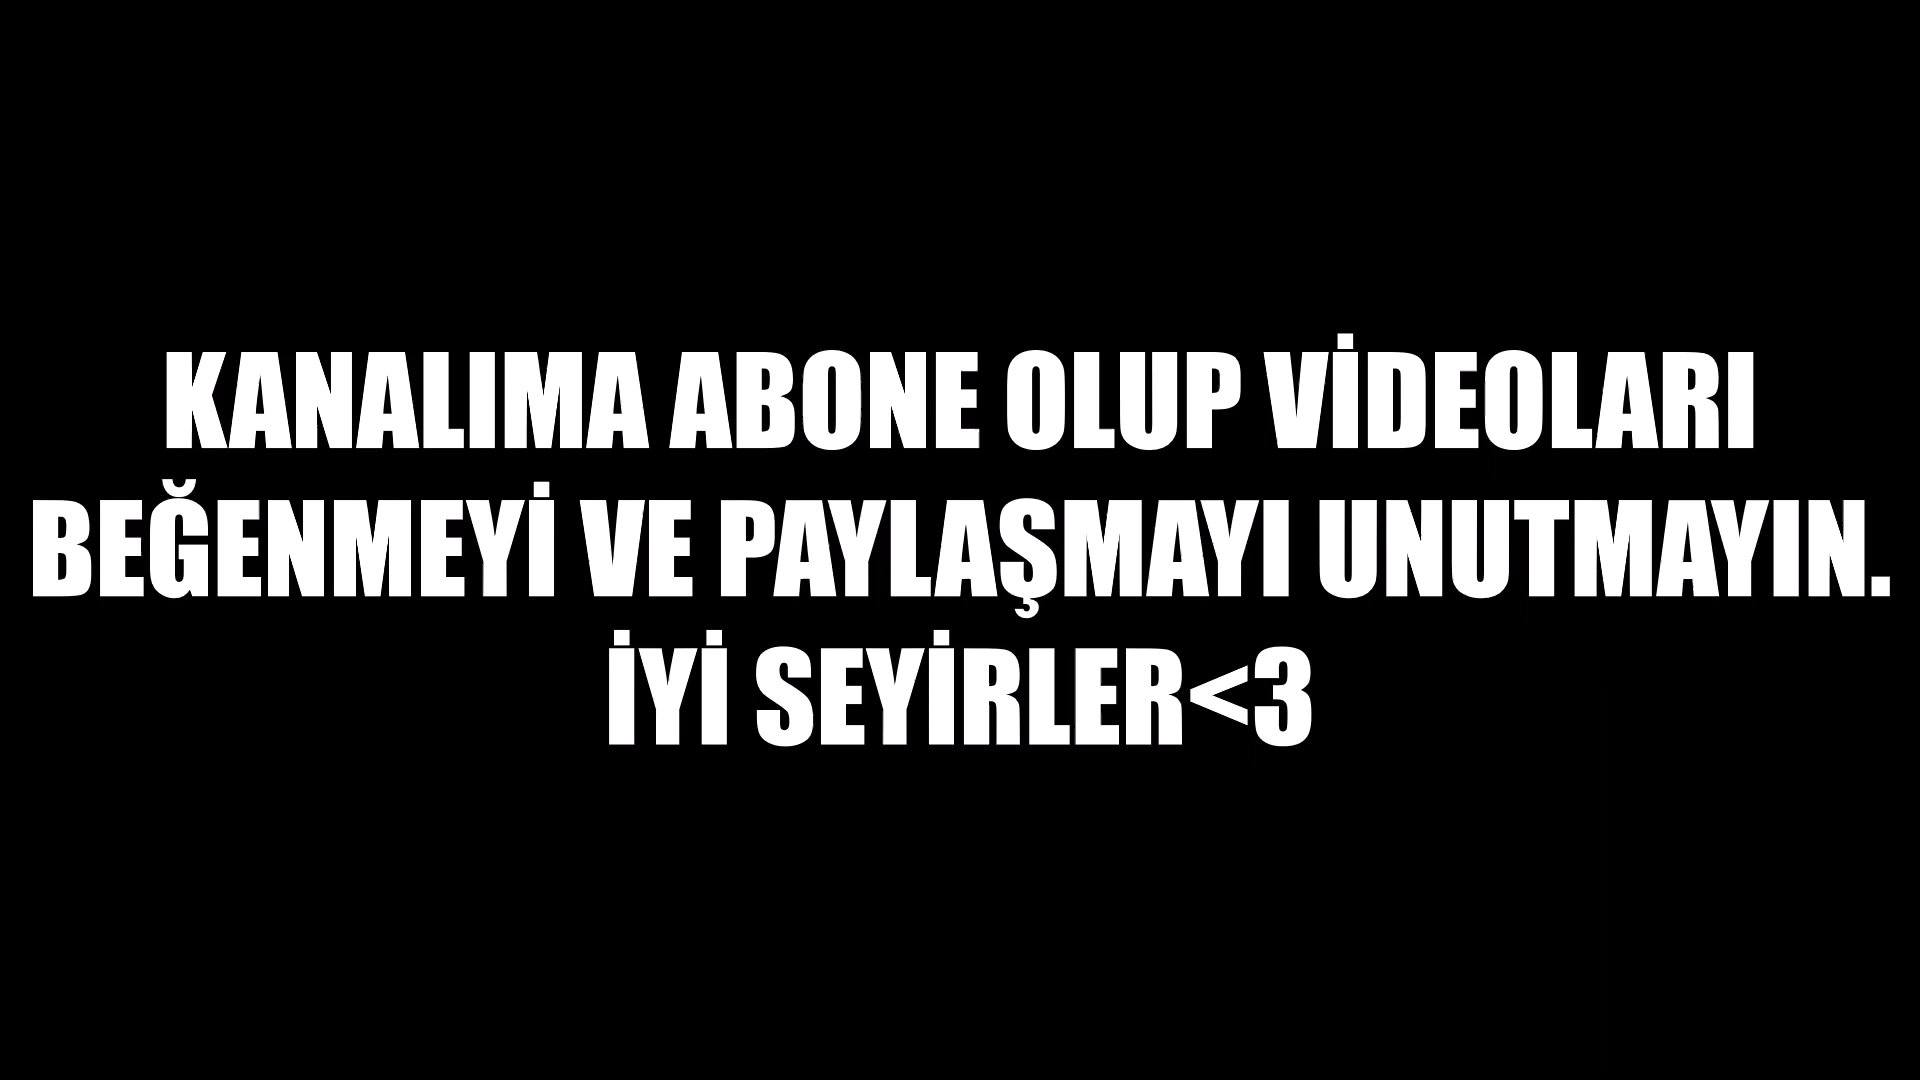 KANALIMA ABONE OLUP VİDEOLARI
BEĞENMEYİ VE PAYLAŞMAYI UNUTMAYIN.
İYİ SEYİRLER<3